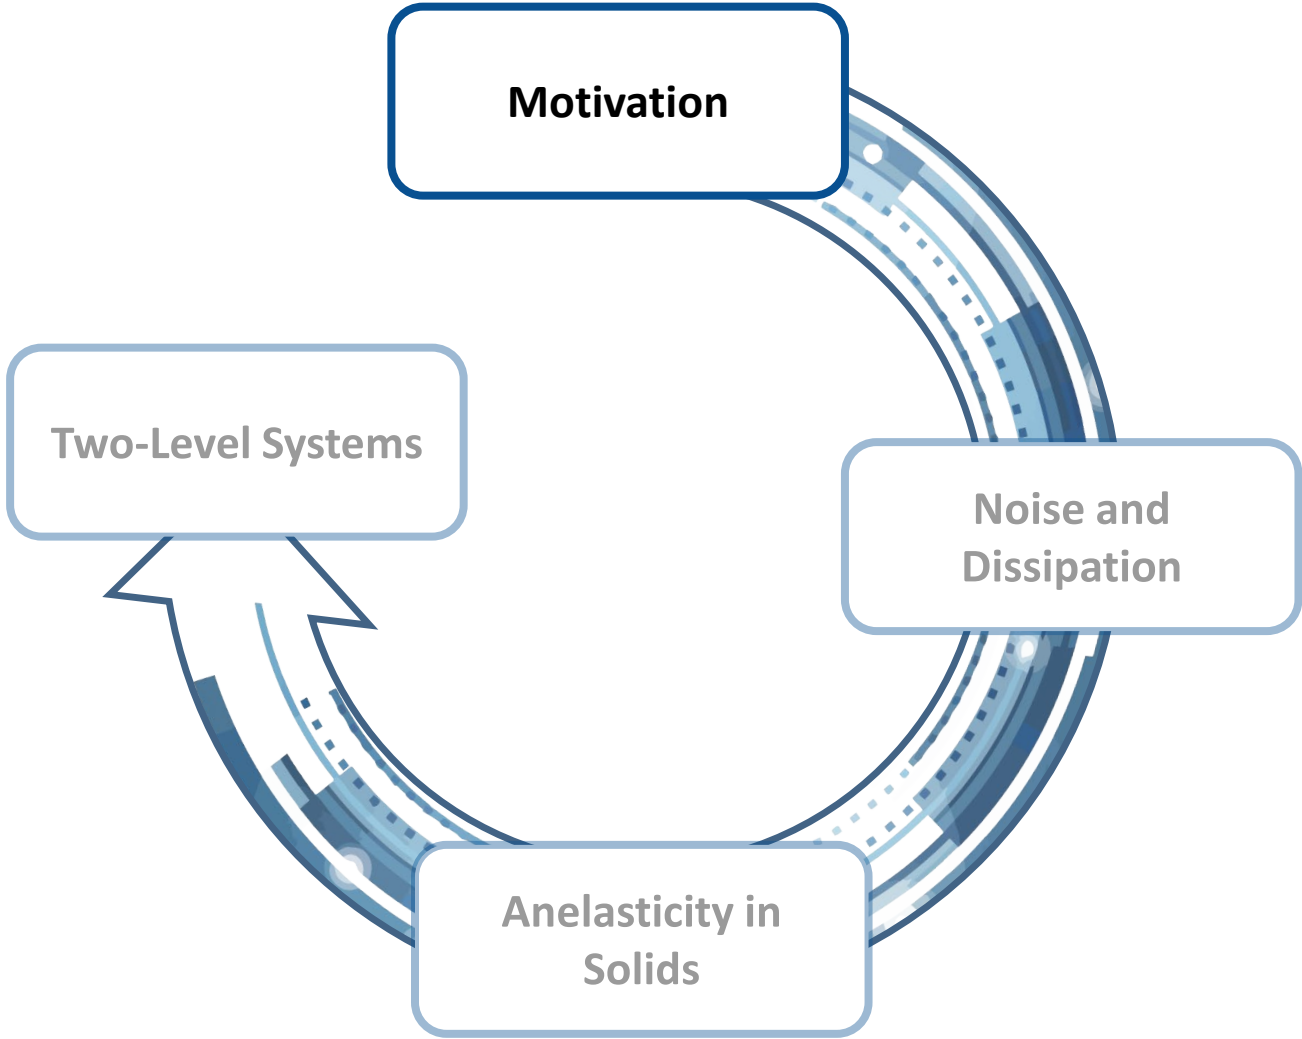 Motivation
Two-Level Systems
Noise and
Dissipation
Anelasticity in
Solids